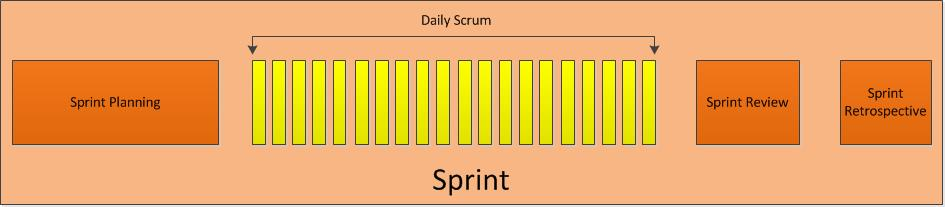 Daily Scrum
Sprint Planning
Sprint Review
Sprint
Retrospective
Sprint